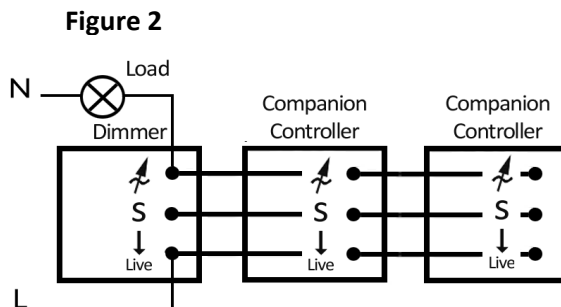 Figure 2
N
Load
Dimmer
Companion
Controller
Companion
Controller
S
S
S
Live
Live
Live
L